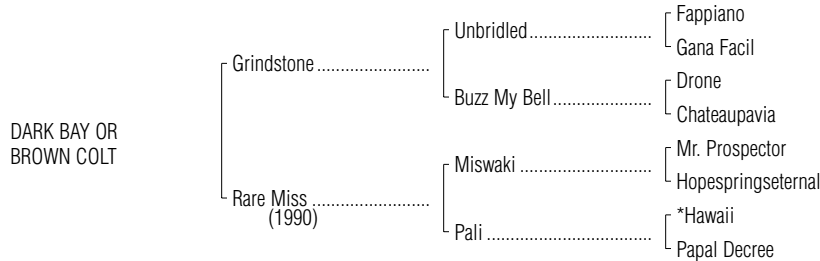 Fappiano
Unbridled
Gana Facil
Grindstone
Drone
Buzz My Bell
Chateaupavia
DARK BAY OR
BROWN COLT
Mr. Prospector
Miswaki
Hopespringseternal
Rare Miss
(1990)
*Hawaii
Pali
Papal Decree